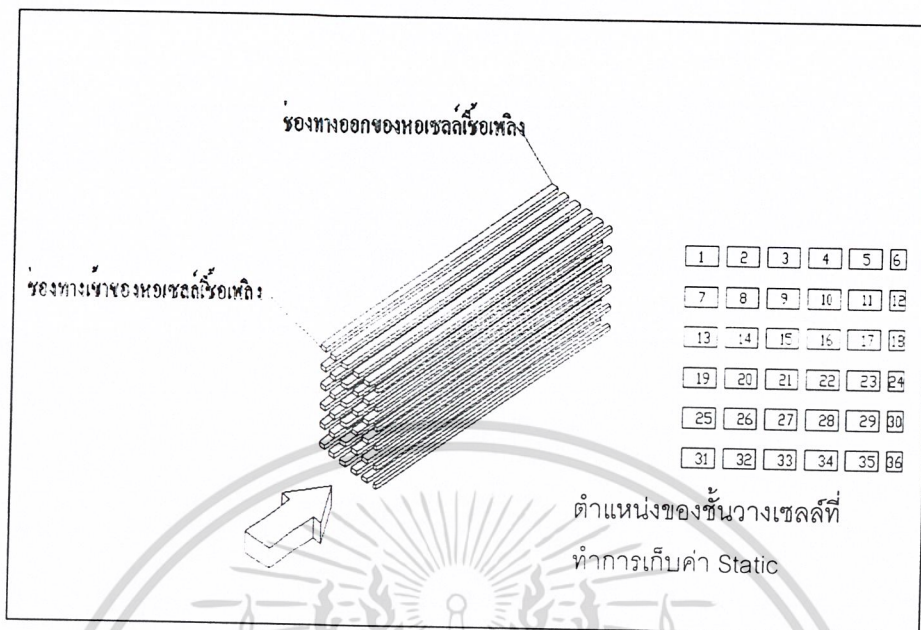 ช่องทางออกของหอเซลล์เชื้อเพลิง
ช่องทางเข้าของหอเซลล์เชื้อเพลิง
1 2 3 4 5 6
7 8 9 10 11 12
13 14 15 16 17 18
19 20 21 22 23 24
25 26 27 28 29 30
31 32 33 34 35 36
ตำแหน่งของชั้นวางเซลล์ที่
ทำการเก็บค่า Static